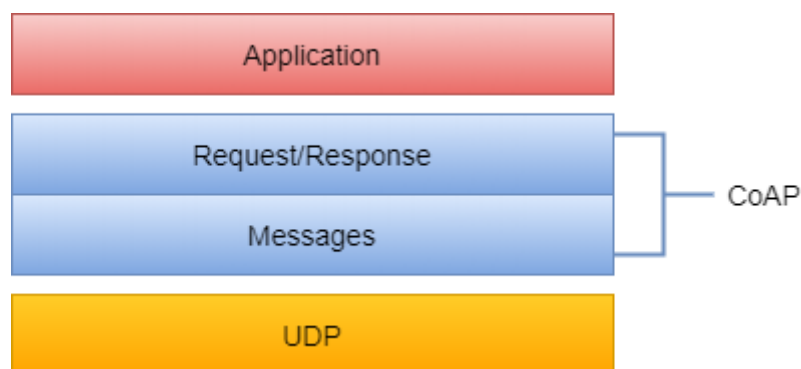 Application
Request/Response
CoAP
Messages
UDP